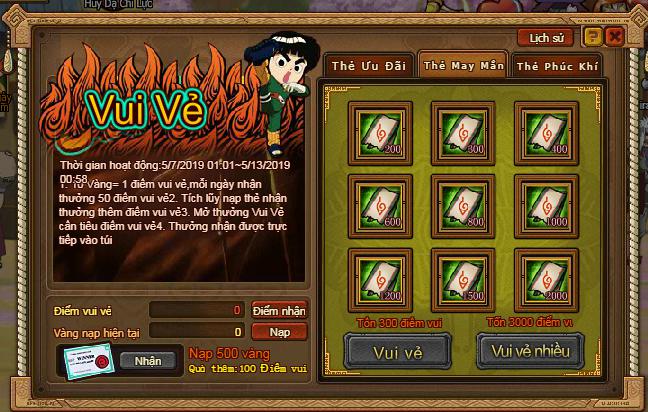 Huy Dạ Chi Lực
Lịch sử
?
Thẻ Ưu Đãi
Thẻ May Mắn
Thẻ Phúc Khí
Vui Vẻ
Thời gian hoạt động:5/7/2019 01:01~5/13/2019
00:58
1. Tu Vàng= 1 điểm vui vẻ,mỗi ngày nhận
thưởng 50 điểm vui vẻ2. Tích lũy nạp thẻ nhận
thưởng thêm điểm vui vẻ3. Mở thưởng Vui Vẻ
cần tiêu điểm vui vẻ4. Thưởng nhận được trực
tiếp vào túi
200
300
400
600
800
1000
1200
1500
2000
Điểm vui vẻ
0
Điểm nhận
Vàng nạp hiện tại
0
Nạp
WINNER
Nhận
Nạp 500 vàng
Quà thêm:100 Điểm vui
Tốn 300 điểm vui
Tốn 3000 điểm vu
Vui vẻ
Vui vẻ nhiều